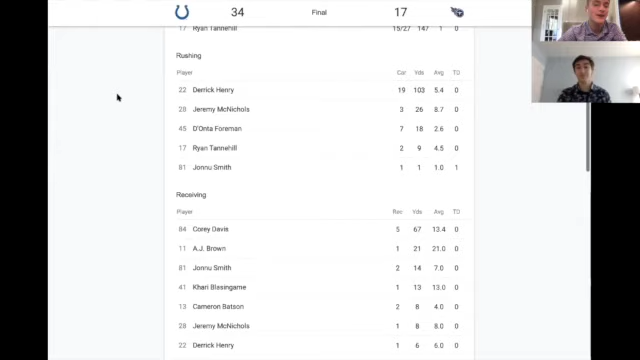 34 Final 17
17 Ryan Tannehill 15/27 147 1 0
Rushing
Player Car Yds Avg TD
22 Derrick Henry 19 103 5.4 0
28 Jeremy McNichols 3 26 8.7 0
45 D'Onta Foreman 7 18 2.6 0
17 Ryan Tannehill 2 9 4.5 0
81 Jonnu Smith 1 1 1.0 1
Receiving
Player Rec Yds Avg TD
84 Corey Davis 5 67 13.4 0
11 A.J. Brown 1 21 21.0 0
81 Jonnu Smith 2 14 7.0 0
41 Khari Blasingame 1 13 13.0 0
13 Cameron Batson 2 8 4.0 0
28 Jeremy McNichols 1 8 8.0 0
22 Derrick Henry 1 6 6.0 0